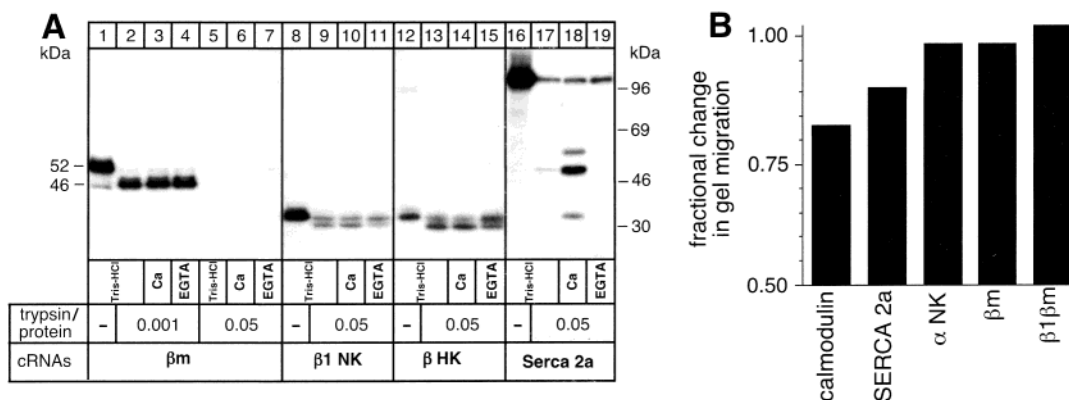 A
B
kDa 1 2 3 4 5 6 7 8 9 10 11 12 13 14 15 16 17 18 19 kDa
96
69
52
46 46
30
Tris-HCl Ca EGTA Tris-HCl Ca EGTA Tris-HCl Ca EGTA Tris-HCl Ca EGTA Tris-HCl Ca EGTA
trypsin/
protein – 0.001 0.05 – 0.05 – 0.05 – 0.05
cRNAs βm β1 NK β HK Serca 2a
fractional change
in gel migration
1.00
0.75
0.50
calmodulin
SERCA 2a
α NK
βm
β1βm